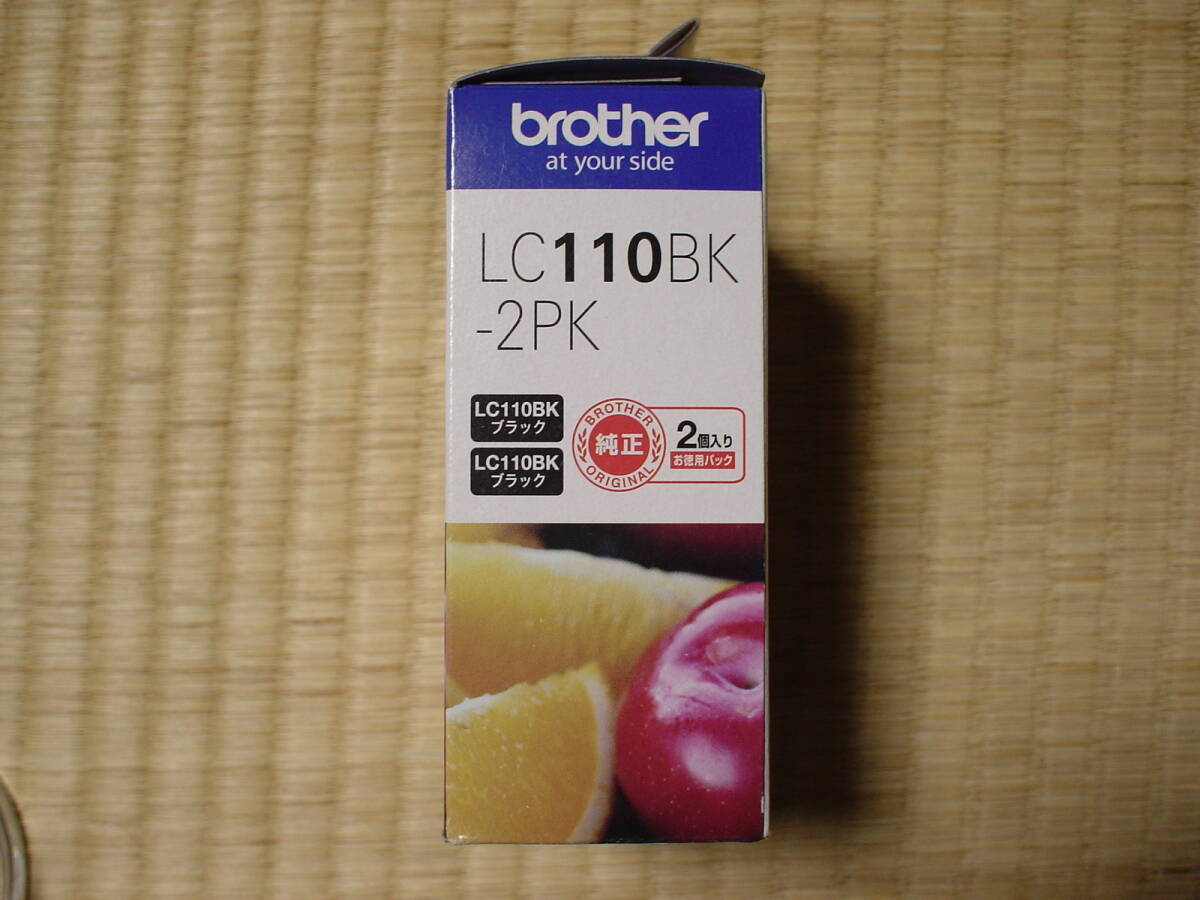 brother
at your side
LC110BK
-2PK
LC110BK
ブラック
LC110BK
ブラック
BROTHER
純正
ORIGINAL
2個入り
お徳用パック